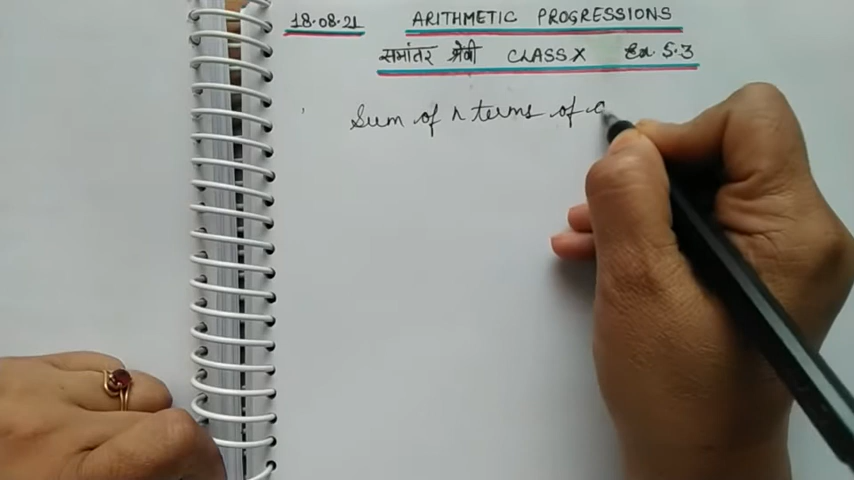 18.08.21 ARITHMETIC PROGRESSIONS
समांतर श्रेढी CLASS X Ex. 5.3
Sum of n terms of a